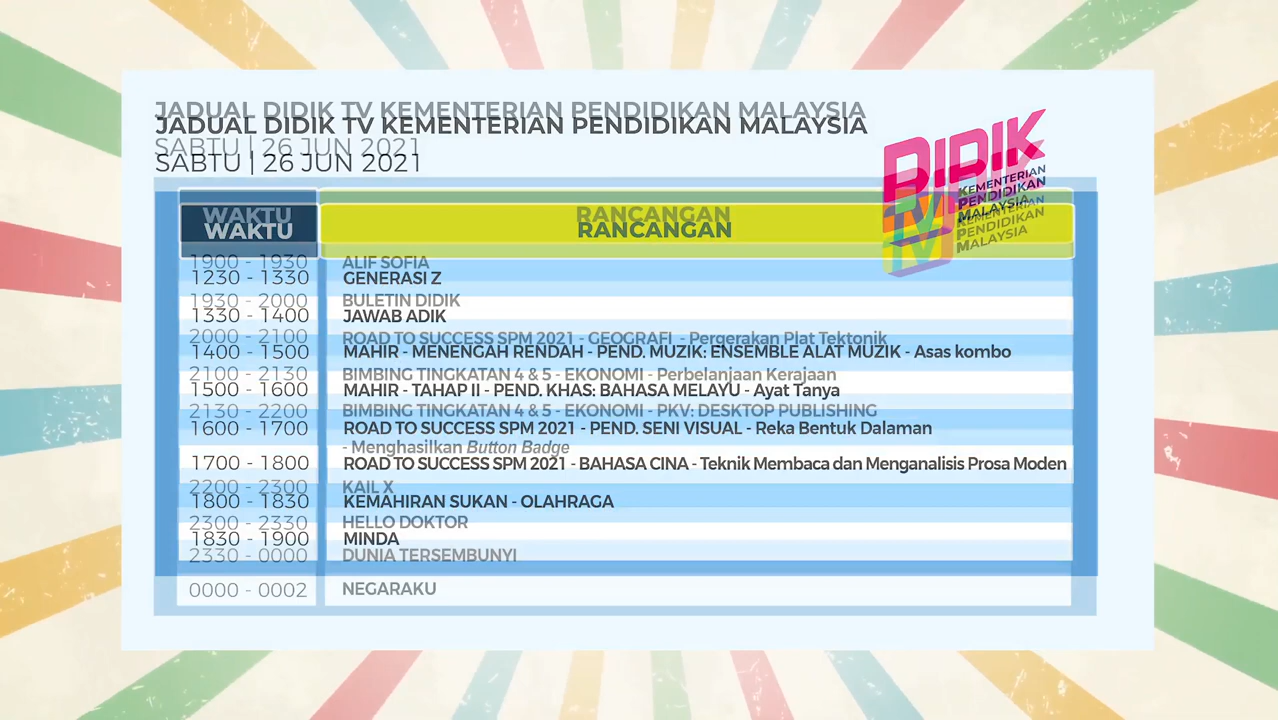 JADUAL DIDIK TV KEMENTERIAN PENDIDIKAN MALAYSIA
JADUAL DIDIK TV KEMENTERIAN PENDIDIKAN MALAYSIA
SABTU | 26 JUN 2021
SABTU | 26 JUN 2021
DIDIK
TV
KEMENTERIAN
PENDIDIKAN
MALAYSIA
KEMENTERIAN
PENDIDIKAN
MALAYSIA
WAKTU RANCANGAN
WAKTU RANCANGAN
1900 - 1930 ALIF SOFIA
1230 - 1330 GENERASI Z
1930 - 2000 BULETIN DIDIK
1330 - 1400 JAWAB ADIK
2000 - 2100 ROAD TO SUCCESS SPM 2021 - GEOGRAFI - Pergerakan Plat Tektonik
1400 - 1500 MAHIR - MENENGAH RENDAH - PEND. MUZIK: ENSEMBLE ALAT MUZIK - Asas kombo
2100 - 2130 BIMBING TINGKATAN 4 & 5 - EKONOMI - Perbelanjaan Kerajaan
1500 - 1600 MAHIR - TAHAP II - PEND. KHAS: BAHASA MELAYU - Ayat Tanya
2130 - 2200 BIMBING TINGKATAN 4 & 5 - EKONOMI - PKV: DESKTOP PUBLISHING
1600 - 1700 ROAD TO SUCCESS SPM 2021 - PEND. SENI VISUAL - Reka Bentuk Dalaman
- Menghasilkan Button Badge
1700 - 1800 ROAD TO SUCCESS SPM 2021 - BAHASA CINA - Teknik Membaca dan Menganalisis Prosa Moden
2200 - 2300 KAIL X
1800 - 1830 KEMAHIRAN SUKAN - OLAHRAGA
2300 - 2330 HELLO DOKTOR
1830 - 1900 MINDA
2330 - 0000 DUNIA TERSEMBUNYI
0000 - 0002 NEGARAKU